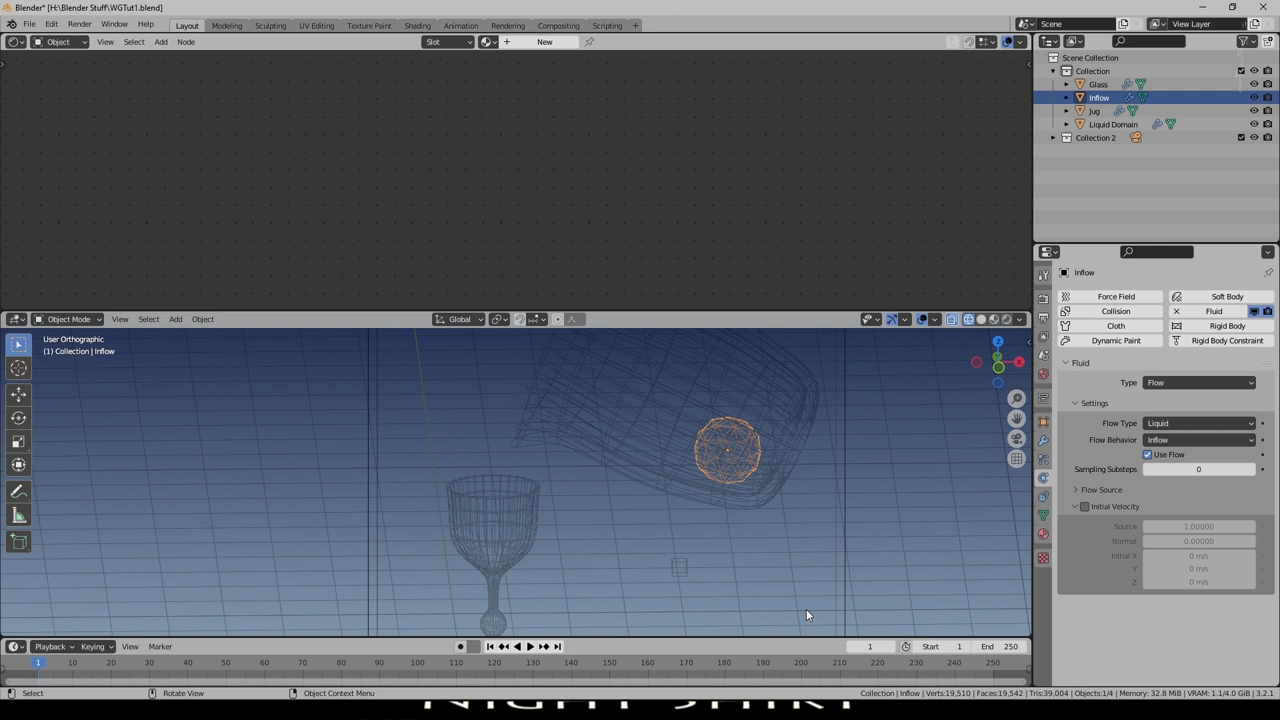 Blender* [H:\Blender Stuff\WGTut1.blend]
File Edit Render Window Help Layout Modeling Sculpting UV Editing Texture Paint Shading Animation Rendering Compositing Scripting Scene View Layer
Object View Select Add Node Slot New
Scene Collection
Collection
Glass
Inflow
Jug
Liquid Domain
Collection 2
Inflow
Force Field Soft Body
Collision Fluid
Cloth Rigid Body
Dynamic Paint Rigid Body Constraint
Fluid
Type Flow
Settings
Flow Type Liquid
Flow Behavior Inflow
Use Flow
Sampling Substeps 0
Flow Source
Initial Velocity
Source 1.00000
Normal 0.00000
Initial X 0 m/s
Y 0 m/s
Z 0 m/s
Object Mode View Select Add Object Global
User Orthographic
(1) Collection | Inflow
Z
X
Playback Keying View Marker 1 Start 1 End 250
1 10 20 30 40 50 60 70 80 90 100 110 120 130 140 150 160 170 180 190 200 210 220 230 240 250
Select Rotate View Object Context Menu Collection | Inflow | Verts:19,510 | Faces:19,542 | Tris:39,004 | Objects:1/4 | Memory: 32.8 MiB | VRAM: 1.1/4.0 GiB | 3.2.1